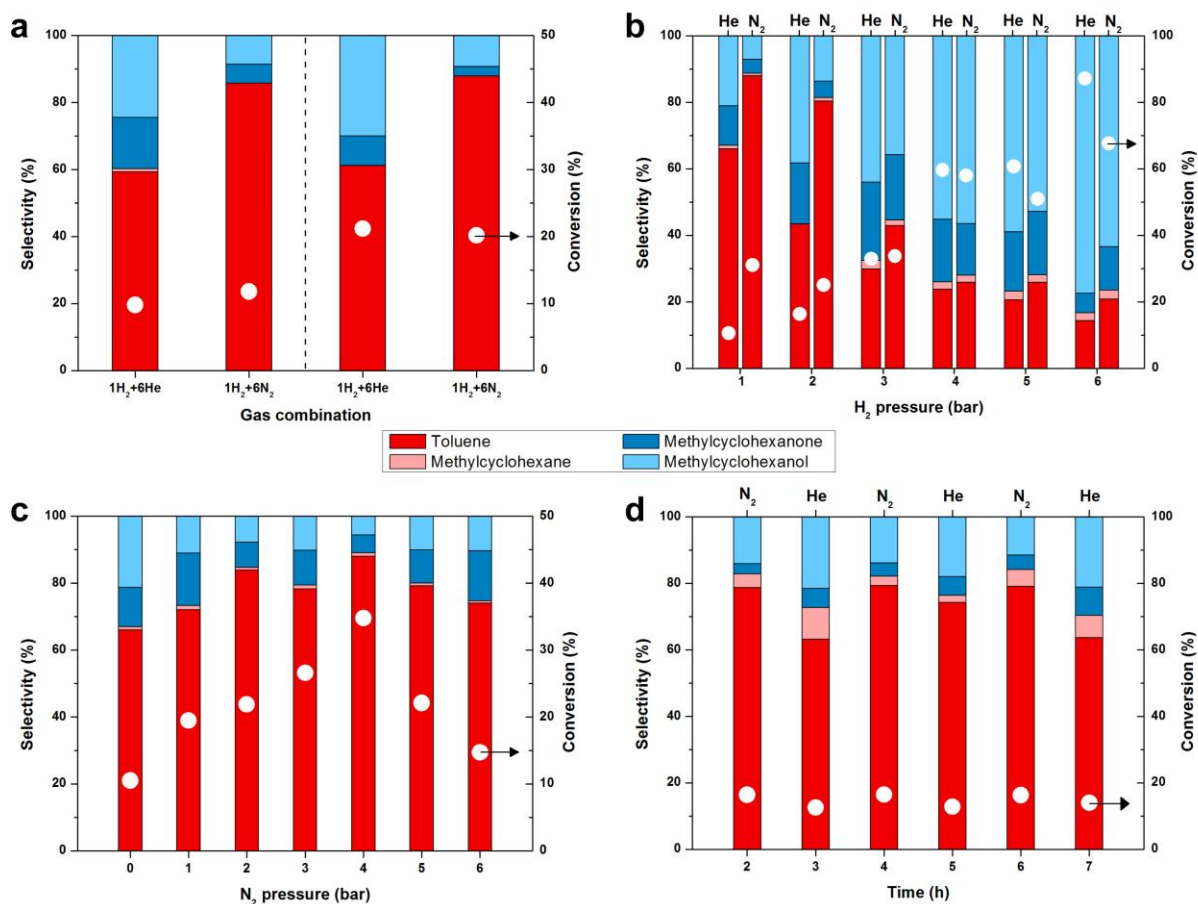 a
100
80
60
40
20
0
Selectivity (%)
50
40
30
20
10
0
Conversion (%)
1H₂+6He 1H₂+6N₂ 1H₂+6He 1H₂+6N₂
Gas combination
b
He N₂ He N₂ He N₂ He N₂ He N₂ He N₂
100
80
60
40
20
0
Selectivity (%)
100
80
60
40
20
0
Conversion (%)
1 2 3 4 5 6
H₂ pressure (bar)
Toluene Methylcyclohexanone
Methylcyclohexane Methylcyclohexanol
c
100
80
60
40
20
0
Selectivity (%)
50
40
30
20
10
0
Conversion (%)
0 1 2 3 4 5 6
N₂ pressure (bar)
d
N₂ He N₂ He N₂ He
100
80
60
40
20
0
Selectivity (%)
100
80
60
40
20
0
Conversion (%)
2 3 4 5 6 7
Time (h)